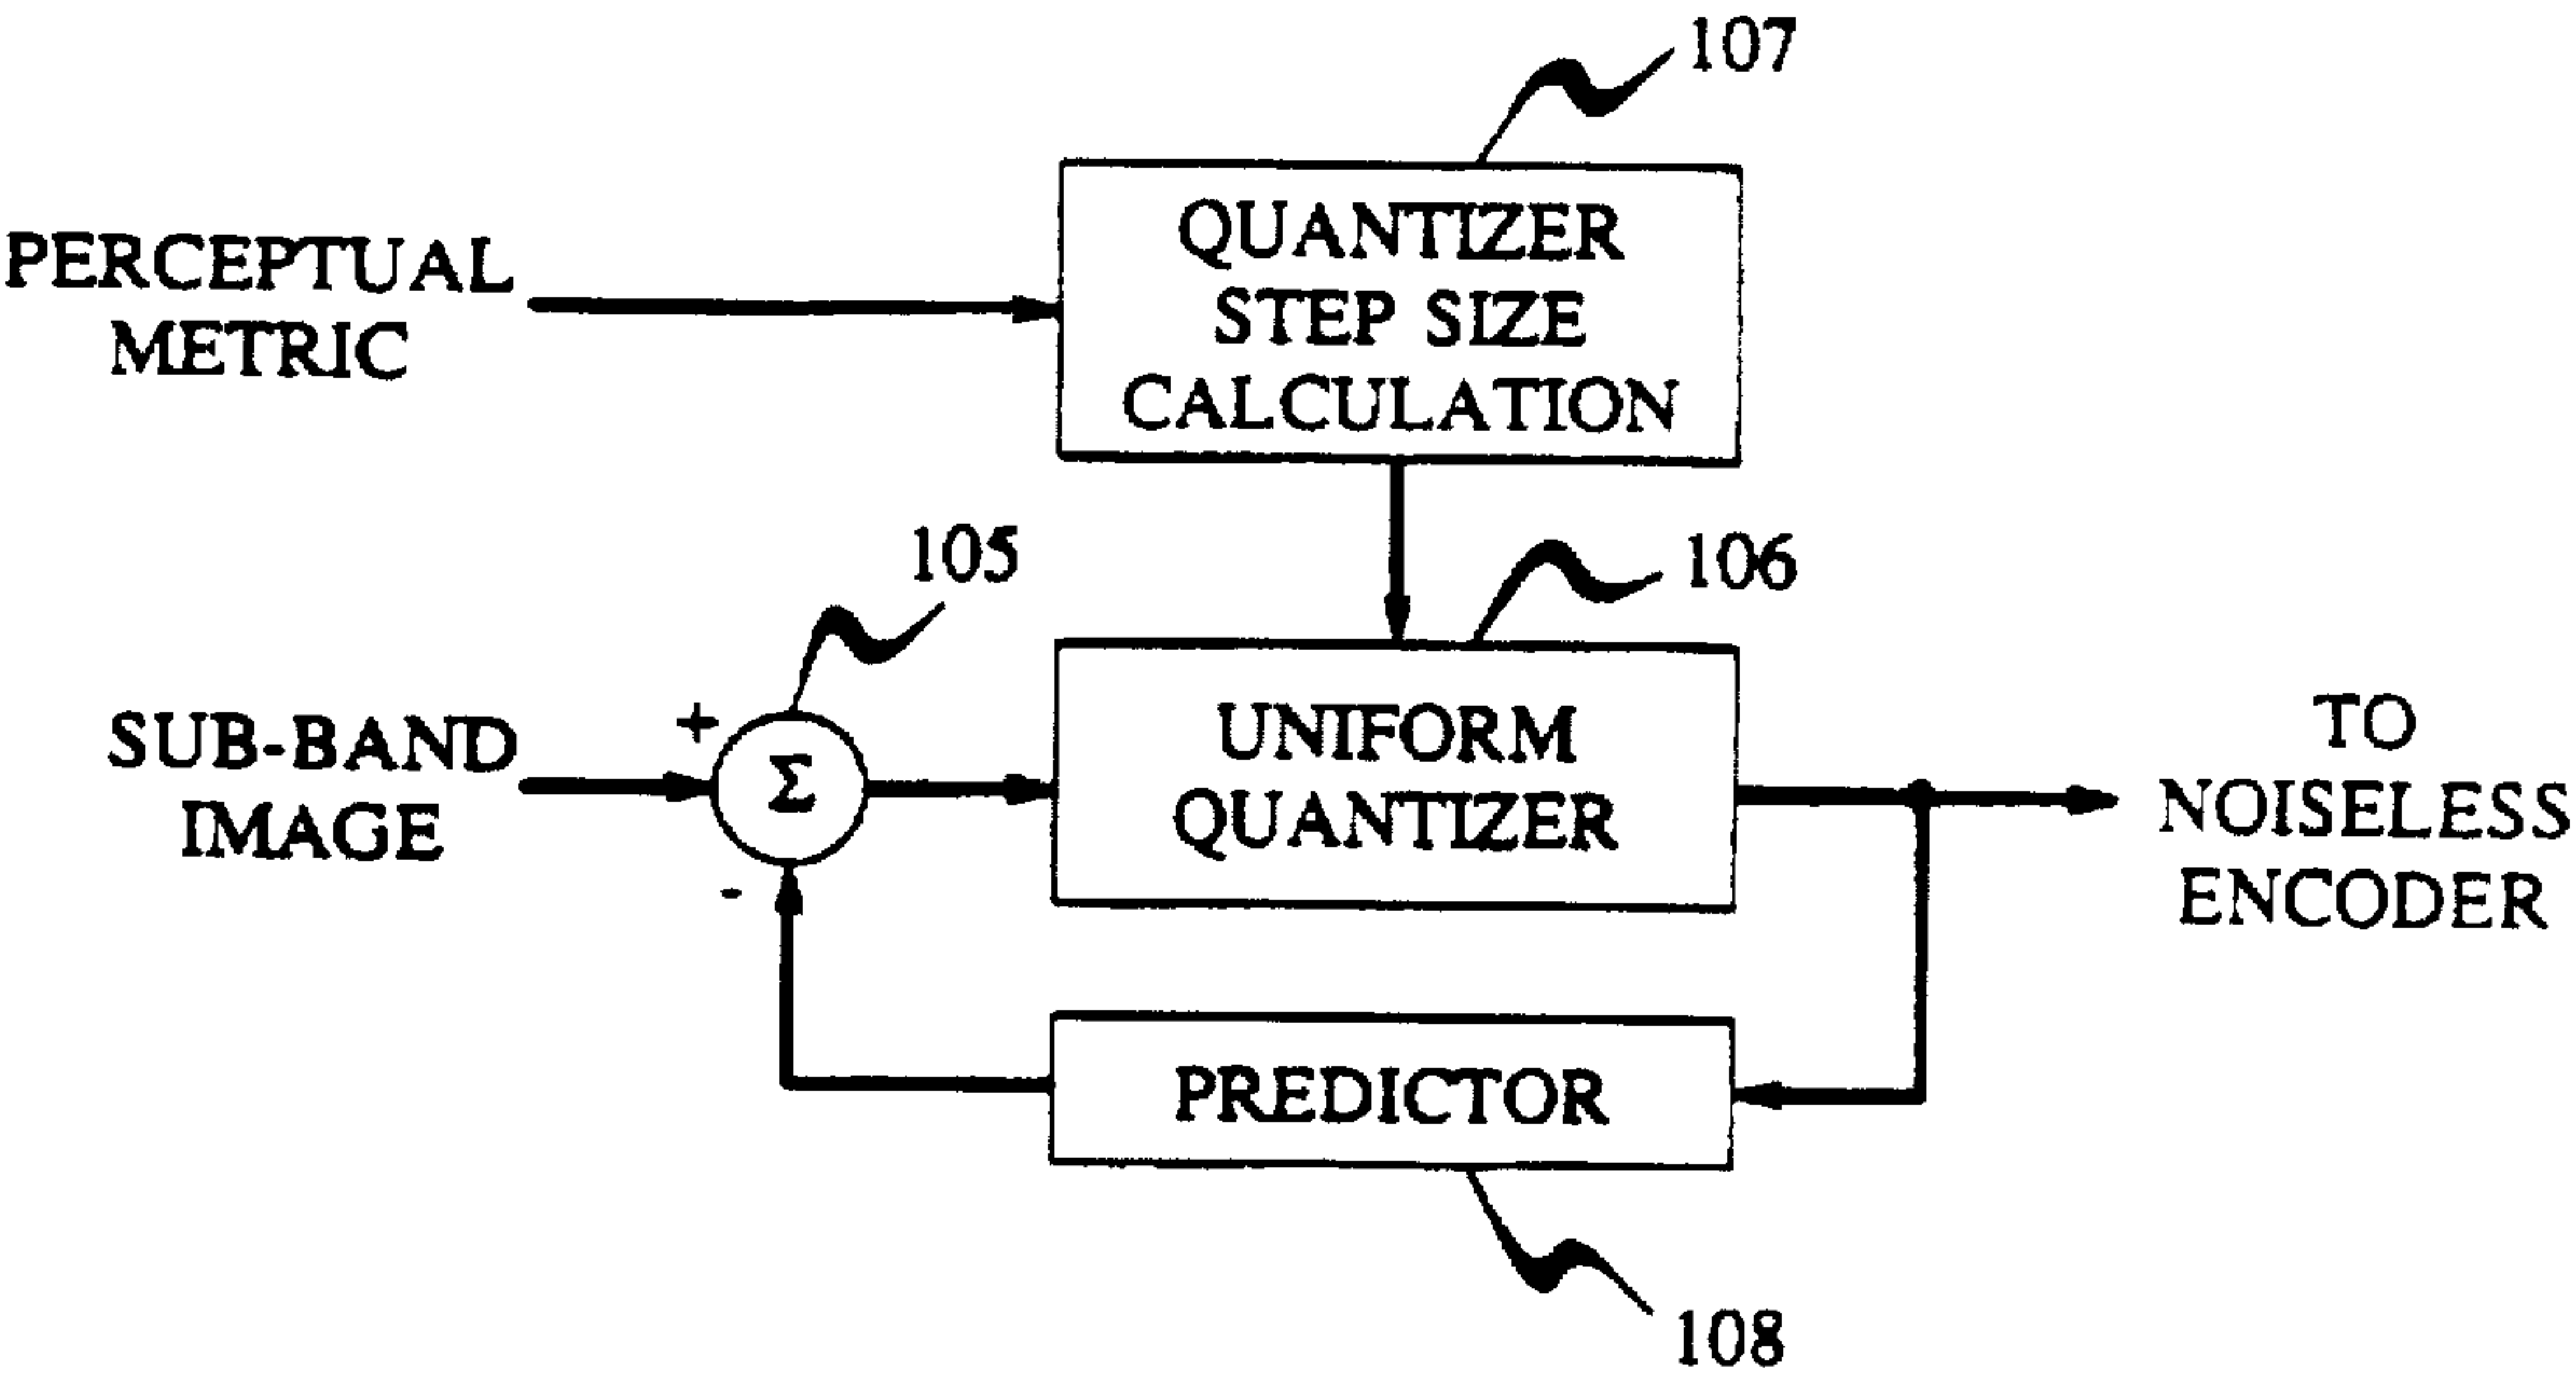 107
QUANTIZER
STEP SIZE
CALCULATION
PERCEPTUAL
METRIC
105
106
SUB-BAND
IMAGE
+
Σ
-
UNIFORM
QUANTIZER
TO
NOISELESS
ENCODER
PREDICTOR
108